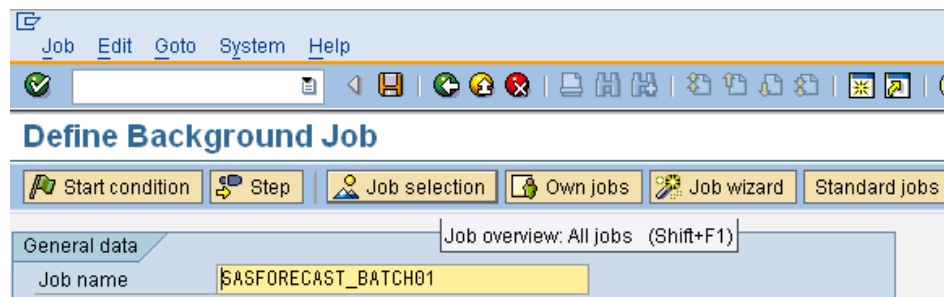 Job Edit Goto System Help
Define Background Job
Start condition Step Job selection Own jobs Job wizard Standard jobs
Job overview: All jobs (Shift+F1)
General data
Job name SASFORECAST_BATCH01